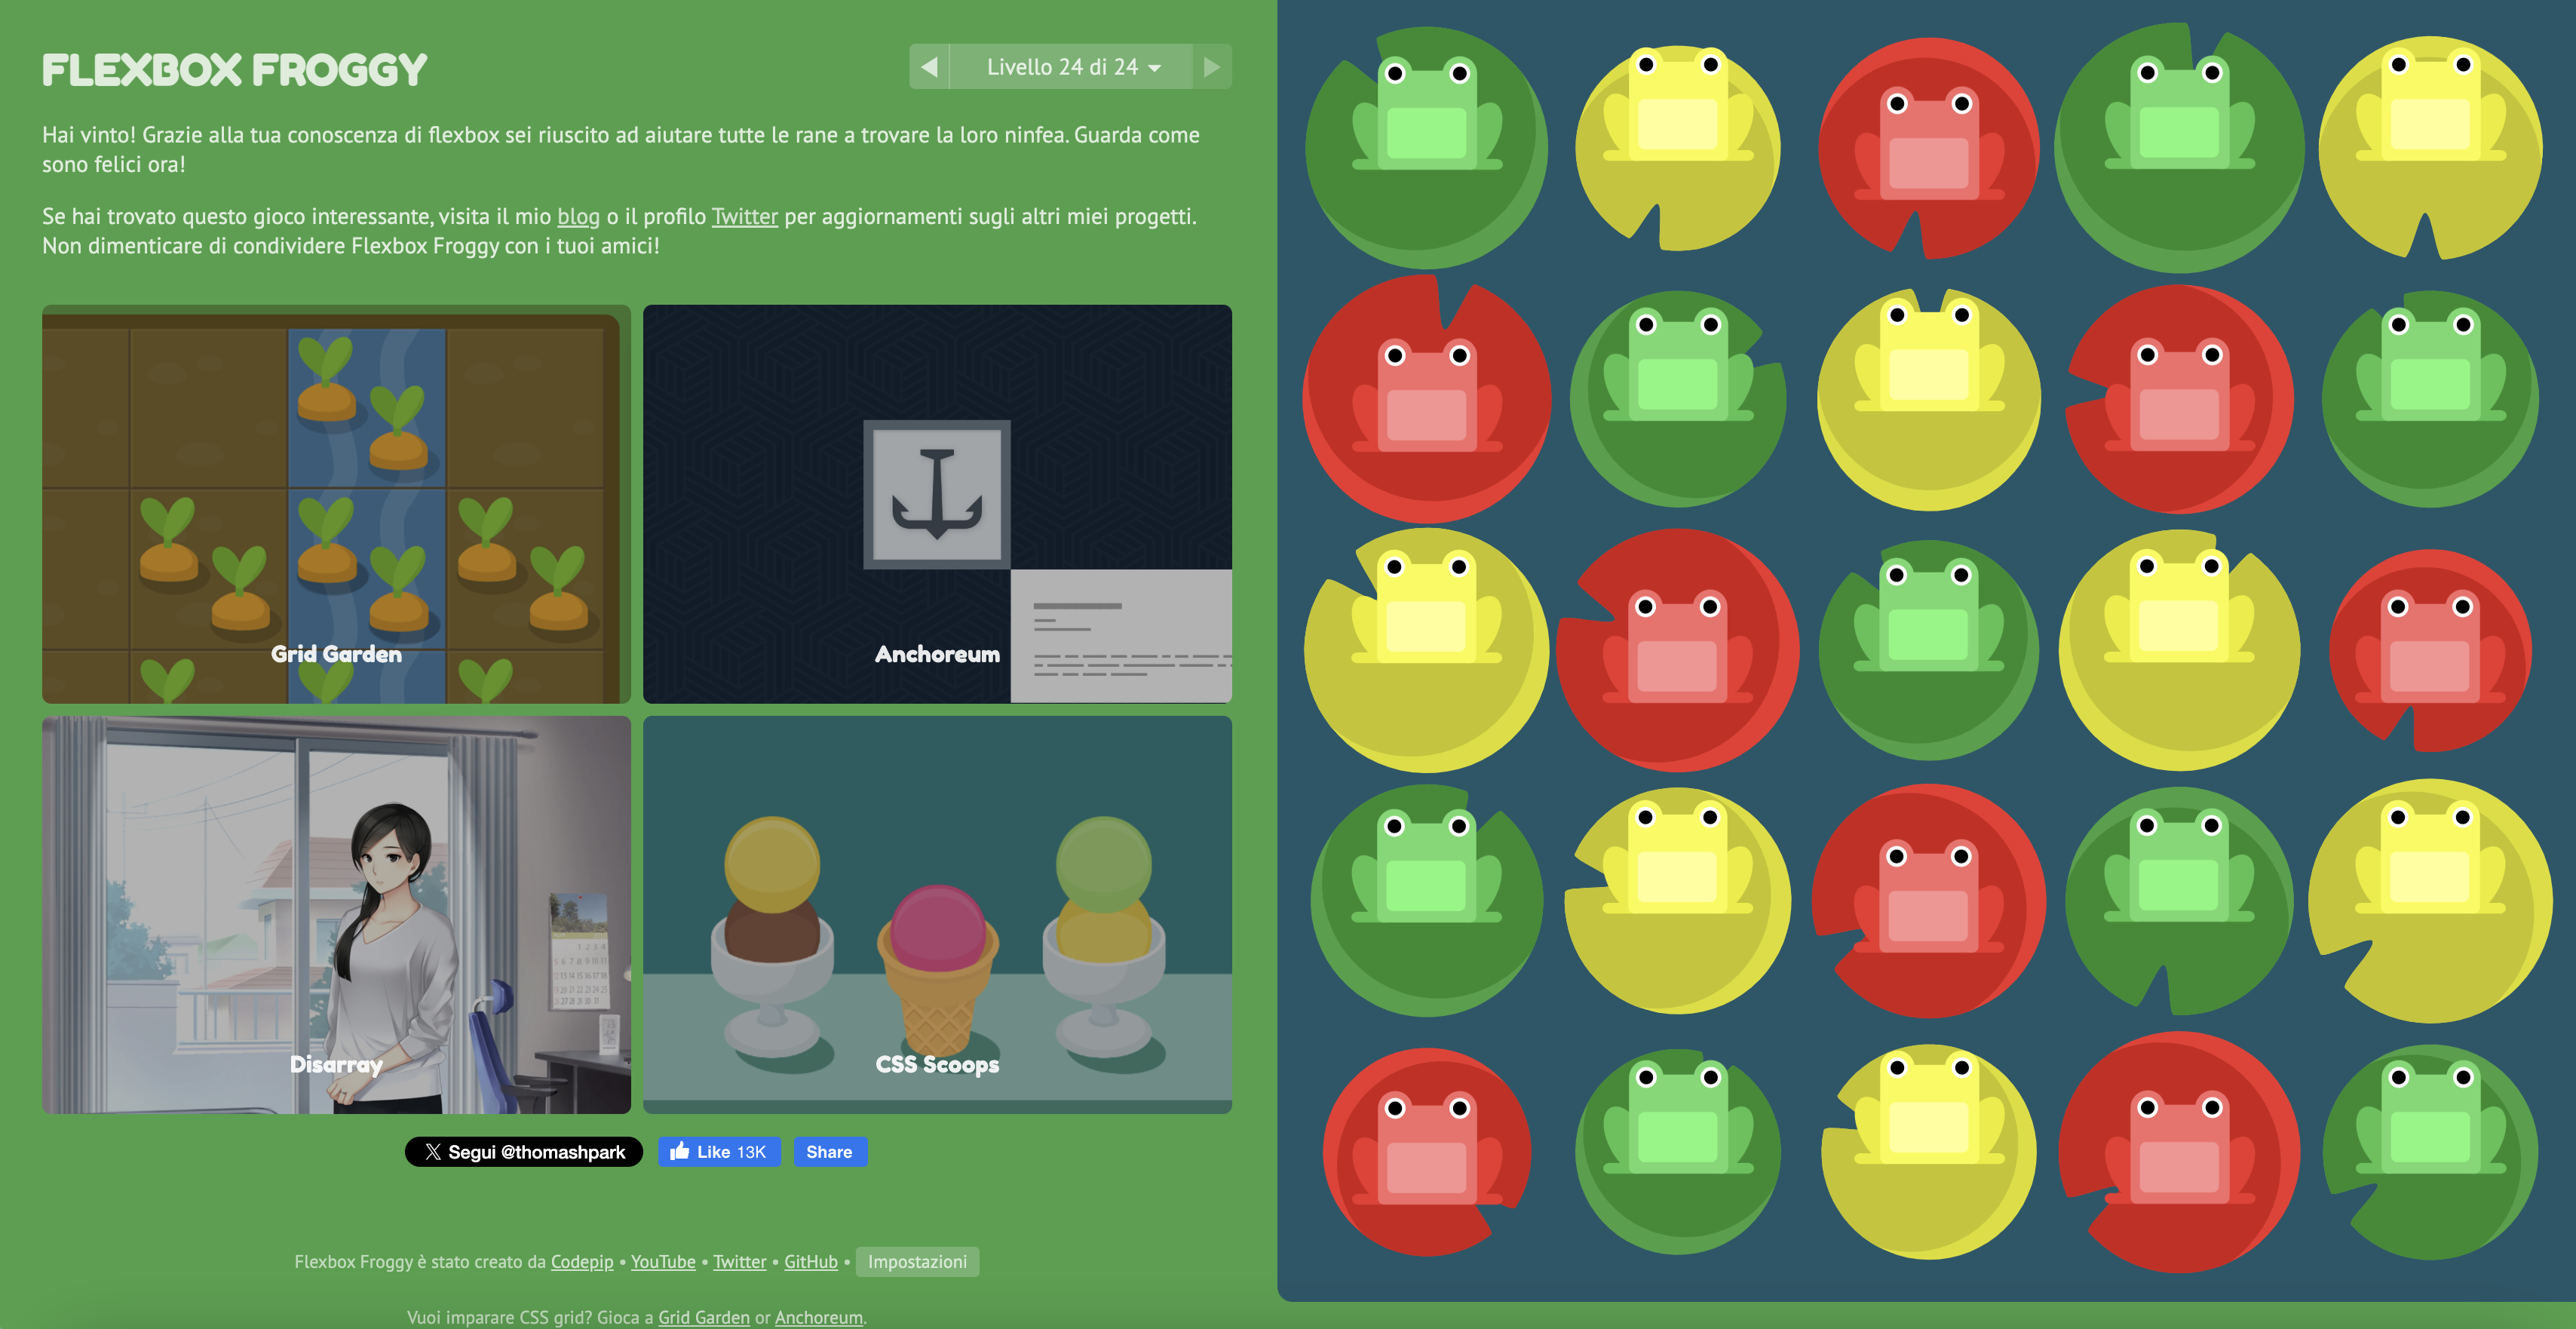 FLEXBOX FROGGY
Livello 24 di 24
Hai vinto! Grazie alla tua conoscenza di flexbox sei riuscito ad aiutare tutte le rane a trovare la loro ninfea. Guarda come
sono felici ora!
Se hai trovato questo gioco interessante, visita il mio blog o il profilo Twitter per aggiornamenti sugli altri miei progetti.
Non dimenticare di condividere Flexbox Froggy con i tuoi amici!
Grid Garden
Anchoreum
Disarray
CSS Scoops
Segui @thomashpark
Like 13K
Share
Flexbox Froggy è stato creato da Codepip • YouTube • Twitter • GitHub • Impostazioni
Vuoi imparare CSS grid? Gioca a Grid Garden or Anchoreum.